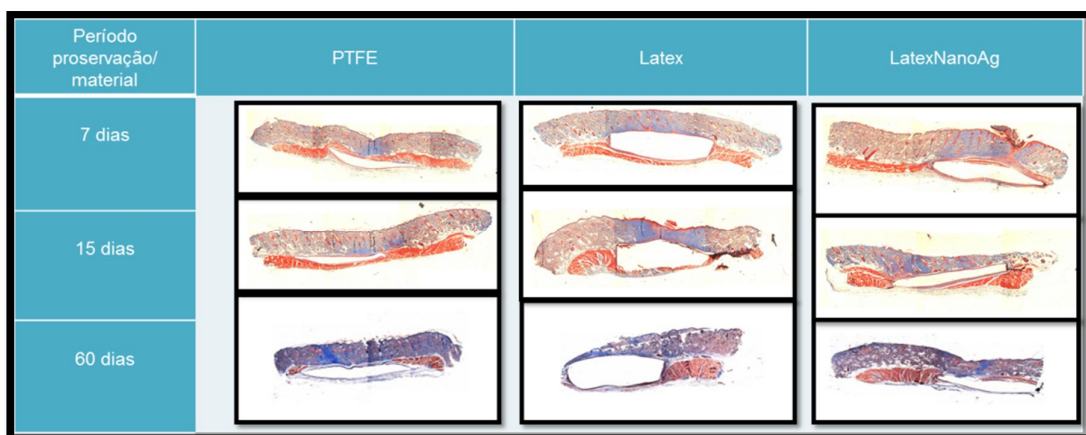 Período
proservação/
material
PTFE
Latex
LatexNanoAg
7 dias
15 dias
60 dias